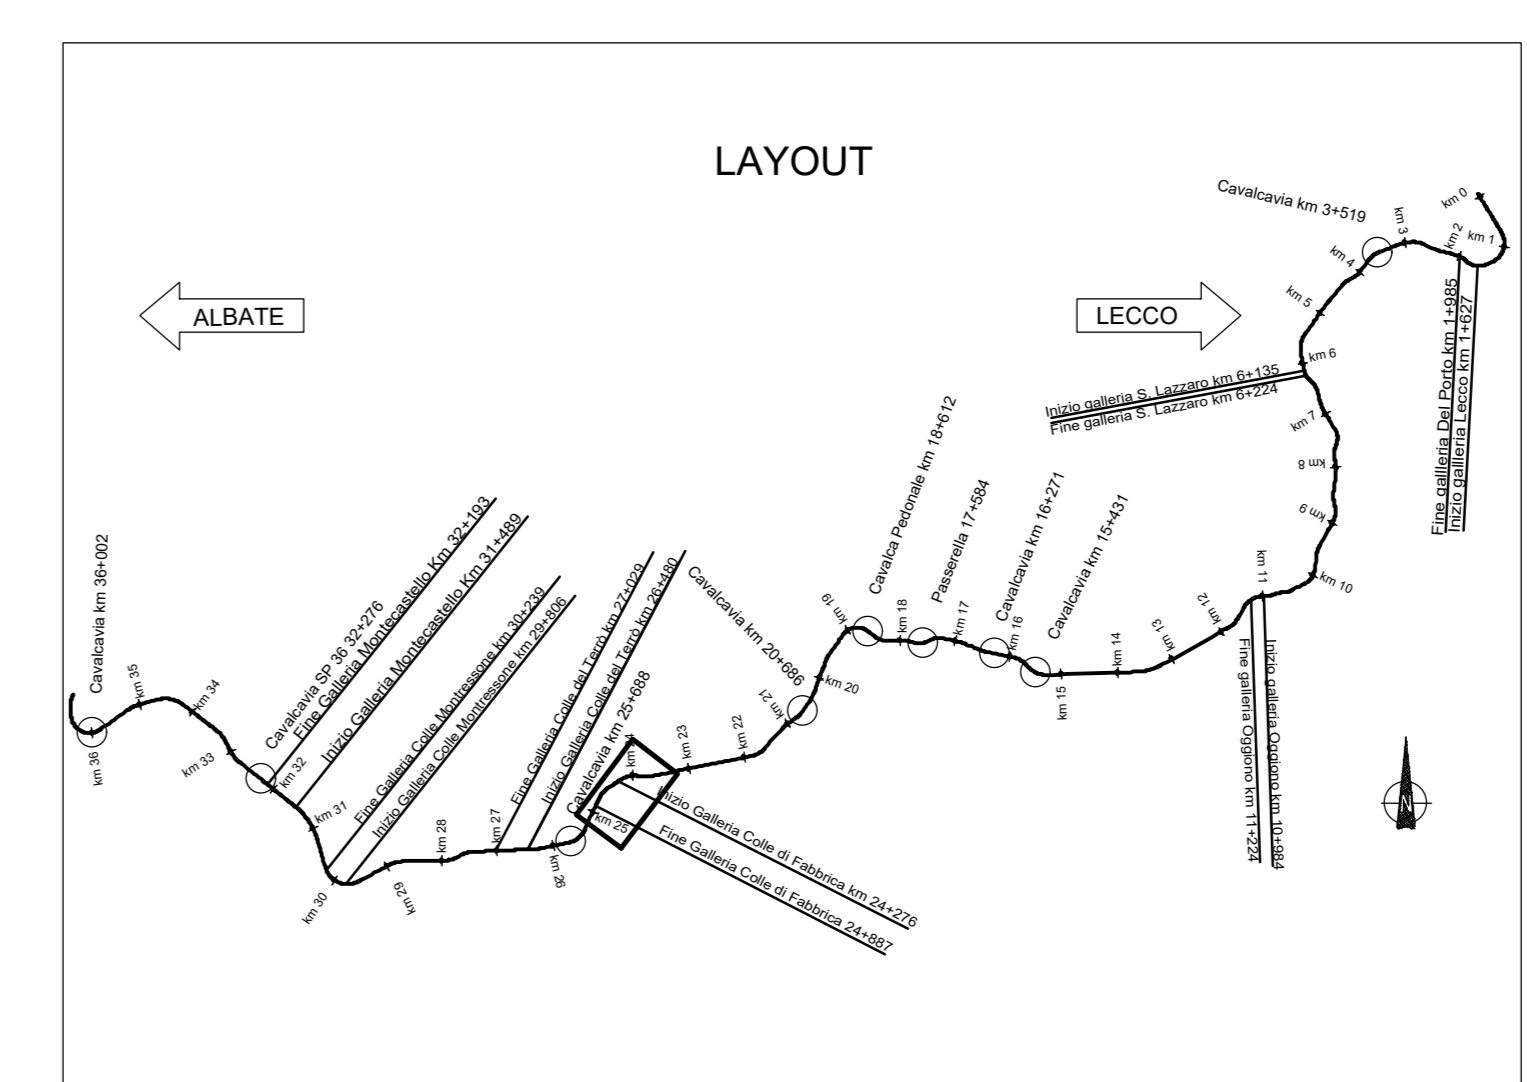 LAYOUT
ALBATE
LECCO
km 0
km 1
km 2
km 3
Cavalcavia km 3+519
km 4
km 5
km 6
Fine gallleria Del Porto km 1+985
Inizio gallleria Lecco km 1+627
Inizio galleria S. Lazzaro km 6+135
Fine galleria S. Lazzaro km 6+224
km 7
km 8
km 9
km 10
km 11
Inizio galleria Oggiono km 10+984
Fine galleria Oggiono km 11+224
km 12
km 13
km 14
km 15
Cavalcavia km 15+431
km 16
Cavalcavia km 16+271
km 17
Passerella 17+584
km 18
Cavalca Pedonale km 18+612
km 19
km 20
Cavalcavia km 20+686
km 21
km 22
km 23
Inizio Galleria Colle di Fabbrica km 24+276
Fine Galleria Colle di Fabbrica 24+887
km 25
Cavalcavia km 25+688
km 26
Inizio Galleria Colle del Terrò km 26+480
Fine Galleria Colle del Terrò km 27+029
km 27
km 28
km 29
Inizio Galleria Colle Montressone km 29+806
Fine Galleria Colle Montressone km 30+239
km 30
km 31
Inizio Galleria Montecastello Km 31+489
Fine Galleria Montecastello Km 32+193
Cavalcavia SP 36 32+276
km 32
km 33
km 34
km 35
Cavalcavia km 36+002
km 36
N